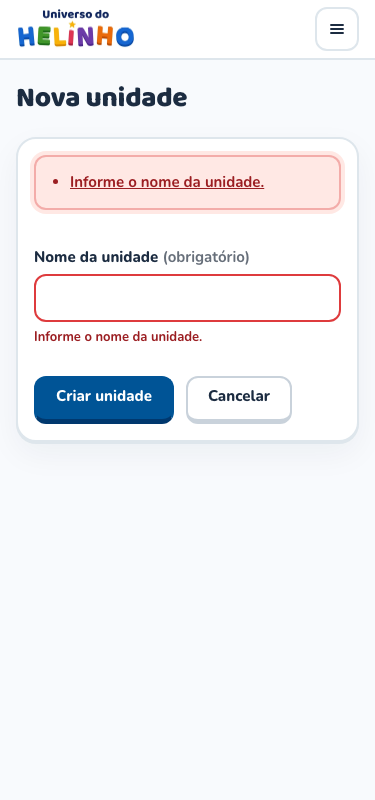 Universo do
HELINHO
Nova unidade
Informe o nome da unidade.
Nome da unidade (obrigatório)
Informe o nome da unidade.
Criar unidade
Cancelar